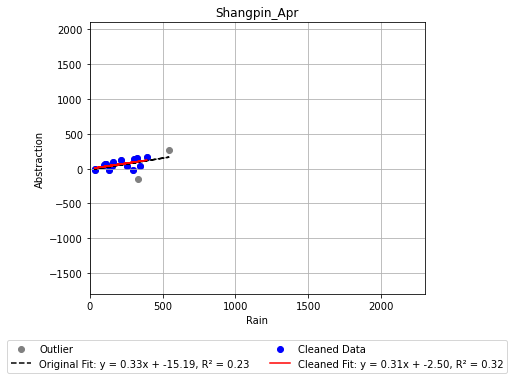 Shangpin_Apr
2000
1500
1000
500
0
−500
−1000
−1500
Abstraction
0 500 1000 1500 2000
Rain
Outlier Cleaned Data
Original Fit: y = 0.33x + -15.19, R² = 0.23 Cleaned Fit: y = 0.31x + -2.50, R² = 0.32